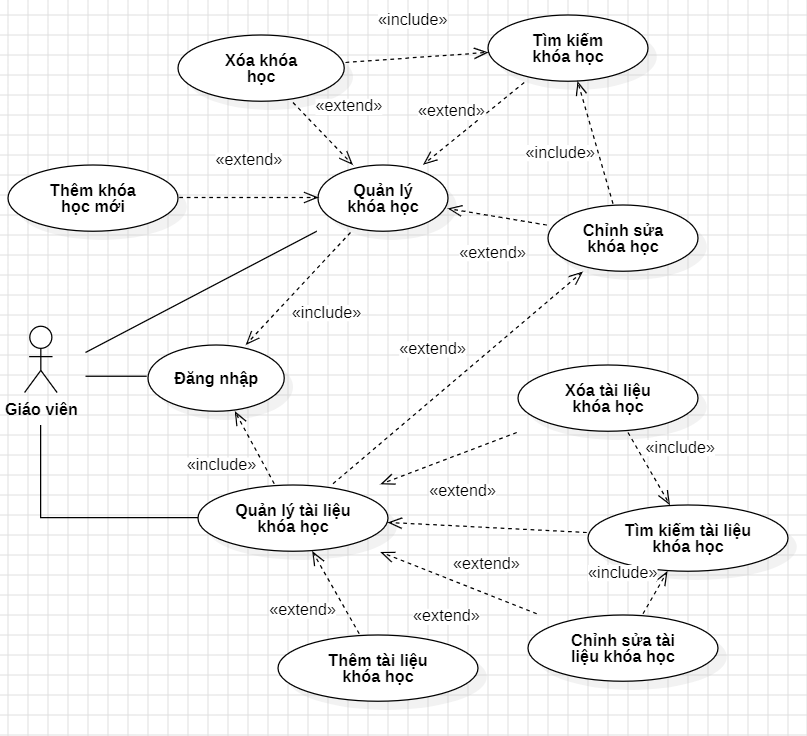 «include»
Xóa khóa
học
Tìm kiếm
khóa học
«extend»
«extend»
«extend»
«include»
Thêm khóa
học mới
Quản lý
khóa học
Chỉnh sửa
khóa học
«extend»
«include»
«extend»
Giáo viên
Đăng nhập
Xóa tài liệu
khóa học
«include»
«include»
«extend»
Quản lý tài liệu
khóa học
Tìm kiếm tài liệu
khóa học
«extend»
«include»
«extend»
«extend»
Thêm tài liệu
khóa học
Chỉnh sửa tài
liệu khóa học